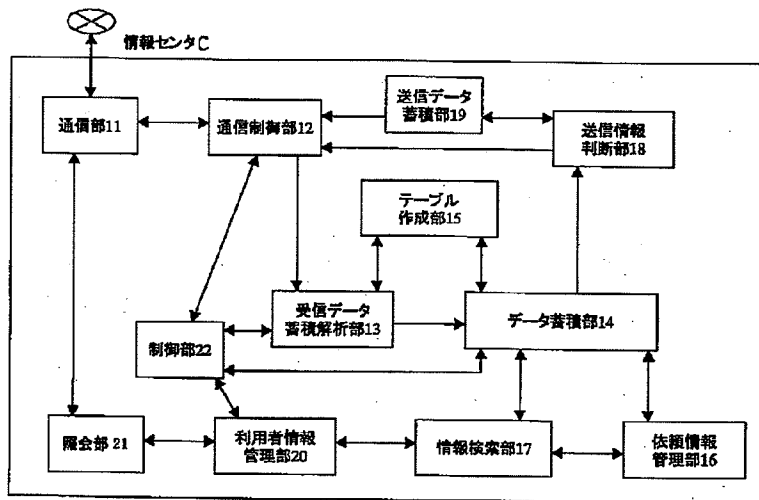 情報センタC
通信部11
通信制御部12
送信データ
蓄積部19
送信情報
判断部18
テーブル
作成部15
受信データ
蓄積解析部13
データ蓄積部14
制御部22
照会部 21
利用者情報
管理部20
情報検索部17
依頼情報
管理部16